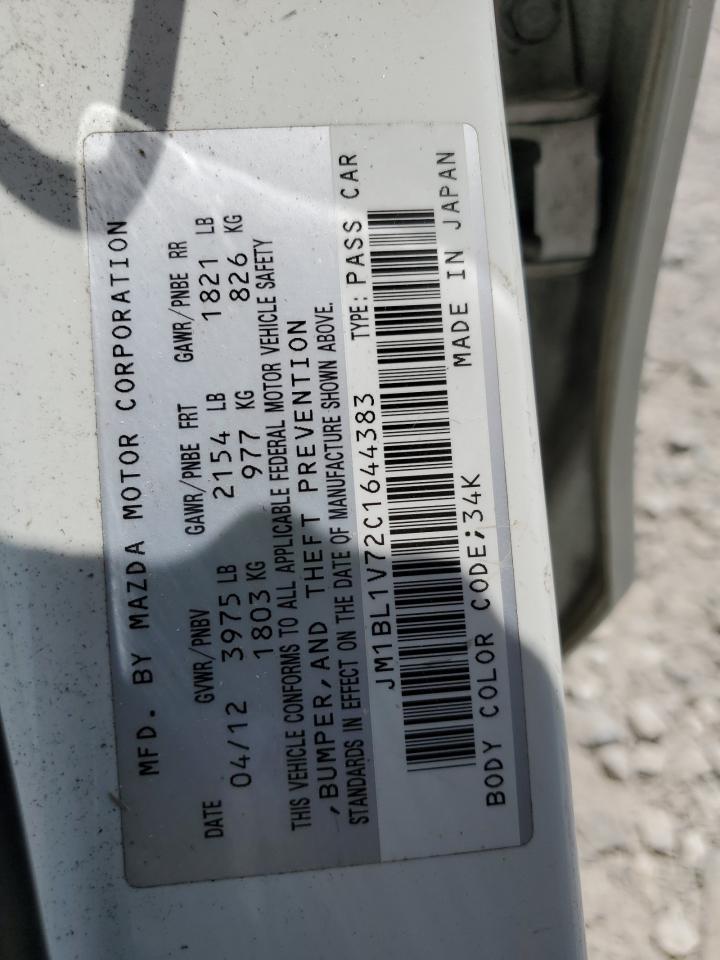 MFD. BY MAZDA MOTOR CORPORATION
DATE GVWR/PNBV GAWR/PNBE FRT GAWR/PNBE RR
04/12 3975 LB 2154 LB 1821 LB
1803 KG 977 KG 826 KG
THIS VEHICLE CONFORMS TO ALL APPLICABLE FEDERAL MOTOR VEHICLE SAFETY
,BUMPER,AND THEFT PREVENTION
STANDARDS IN EFFECT ON THE DATE OF MANUFACTURE SHOWN ABOVE.
JM1BL1V72C1644383 TYPE: PASS CAR
BODY COLOR CODE;34K MADE IN JAPAN